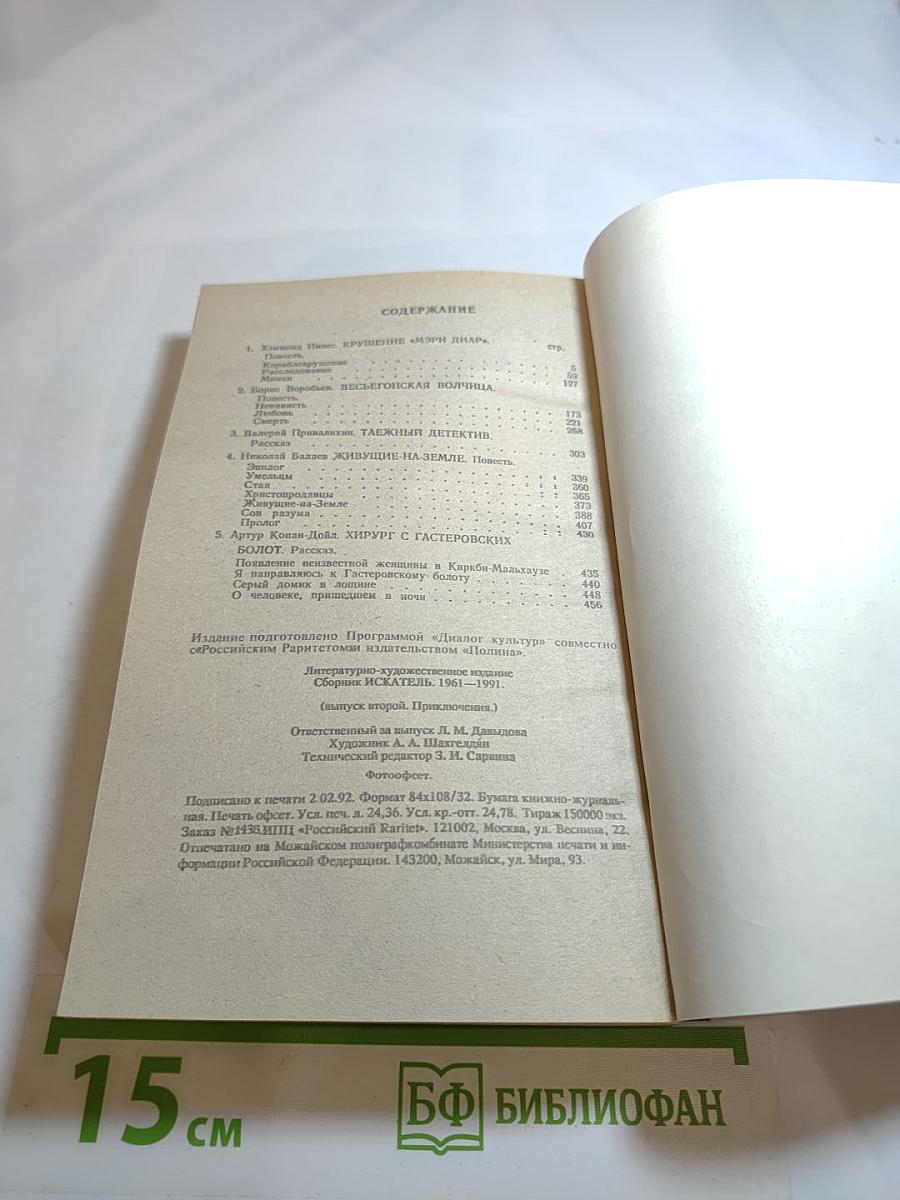 СОДЕРЖАНИЕ
стр.
1. Хэммонд Иннес. КРУШЕНИЕ «МЭРИ ДИАР».
Повесть.
Кораблекрушение . . . . . . . . 5
Расследование . . . . . . . . 59
Минки . . . . . . . . 127
2. Борис Воробьев. ВЕСЬЕГОНСКАЯ ВОЛЧИЦА.
Повесть.
Ненависть . . . . . . . . 173
Любовь . . . . . . . . 221
Смерть . . . . . . . . 268
3. Валерий Привалихин. ТАЕЖНЫЙ ДЕТЕКТИВ.
Рассказ . . . . . . . . 303
4. Николай Балаев ЖИВУЩИЕ-НА-ЗЕМЛЕ. Повесть.
Эпилог . . . . . . . . 339
Умельцы . . . . . . . . 360
Стая . . . . . . . . 365
Христопродавцы . . . . . . . . 373
Живущие-на-Земле . . . . . . . . 388
Сон разума . . . . . . . . 407
Пролог . . . . . . . . 430
5. Артур Конан-Дойл. ХИРУРГ С ГАСТЕРОВСКИХ
БОЛОТ. Рассказ.
Появление неизвестной женщины в Киркби-Мальхаузе . 435
Я направляюсь к Гастеровскому болоту . . . . . . . . 440
Серый домик в лощине . . . . . . . . 448
О человеке, пришедшем в ночи . . . . . . . . 456
Издание подготовлено Программой «Диалог культур» совместно
с«Российским Раритетом»и издательством «Полина».
Литературно-художественное издание
Сборник ИСКАТЕЛЬ. 1961—1991.
(выпуск второй. Приключения.)
Ответственный за выпуск Л. М. Давыдова
Художник А. А. Шахгелдян
Технический редактор З. И. Сарвина
Фотоофсет.
Подписано к печати 2.02.92. Формат 84х108/32. Бумага книжно-журналь-
ная. Печать офсет. Усл. печ. л. 24,36. Усл. кр.-отт. 24,78. Тираж 150000 экз.
Заказ №1436.ИПЦ «Российский Raritet». 121002, Москва, ул. Веснина, 22.
Отпечатано на Можайском полиграфкомбинате Министерства печати и ин-
формации Российской Федерации. 143200, Можайск, ул. Мира, 93.
15 см
БФ БИБЛИОФАН